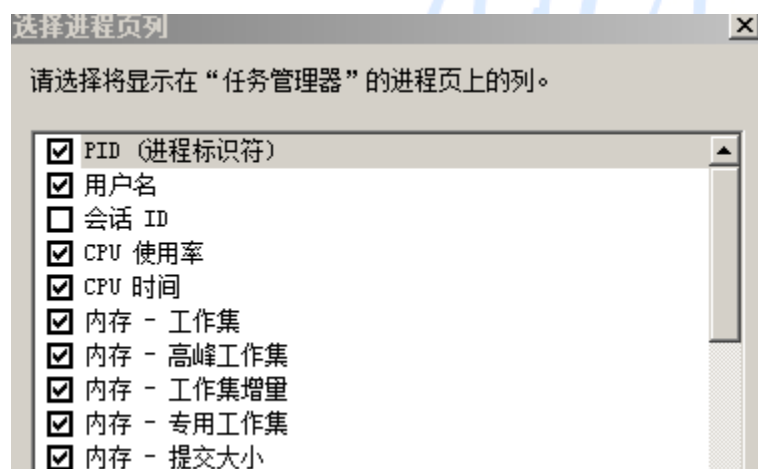 选择进程页列
请选择将显示在“任务管理器”的进程页上的列。
PID (进程标识符)
用户名
会话 ID
CPU 使用率
CPU 时间
内存 - 工作集
内存 - 高峰工作集
内存 - 工作集增量
内存 - 专用工作集
内存 - 提交大小